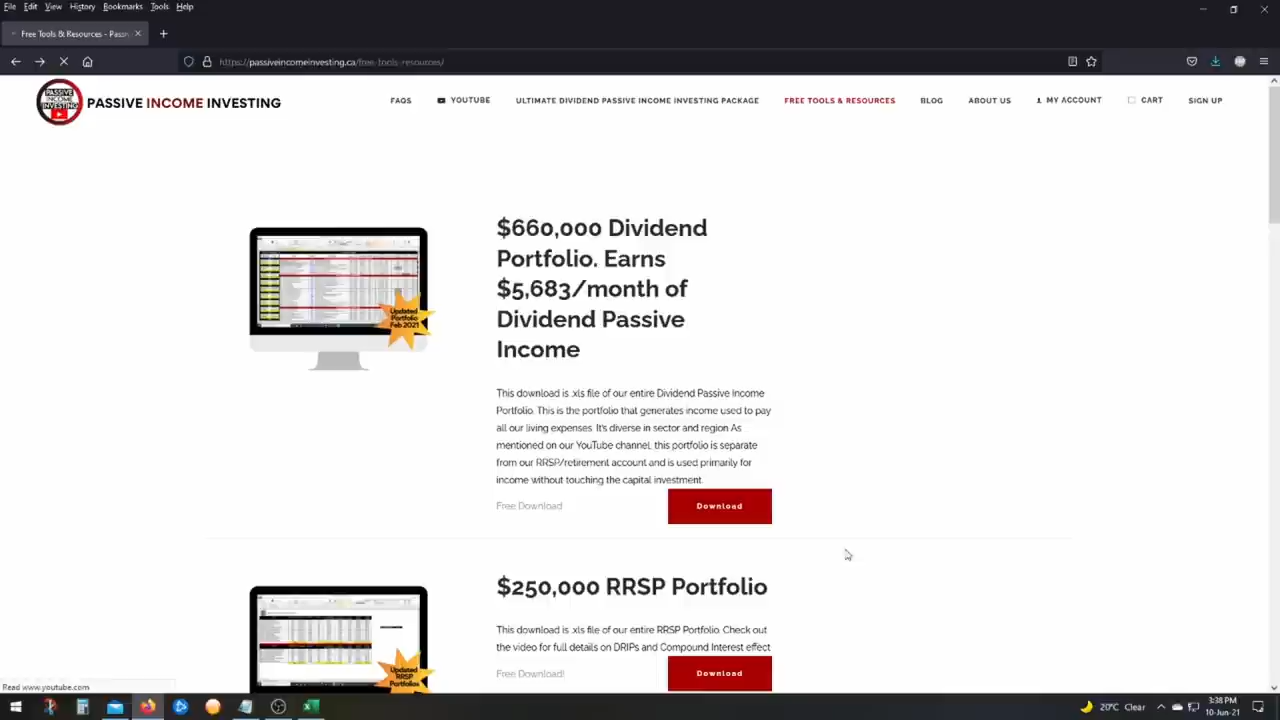 File Edit View History Bookmarks Tools Help
Free Tools & Resources - Passiv
https://passiveincomeinvesting.ca/free-tools-resources/
PASSIVE INCOME INVESTING
FAQS YOUTUBE ULTIMATE DIVIDEND PASSIVE INCOME INVESTING PACKAGE FREE TOOLS & RESOURCES BLOG ABOUT US MY ACCOUNT CART SIGN UP
$660,000 Dividend
Portfolio. Earns
$5,683/month of
Dividend Passive
Income
Updated
Portfolio
Feb 2021
This download is .xls file of our entire Dividend Passive Income
Portfolio. This is the portfolio that generates income used to pay
all our living expenses. It's diverse in sector and region As
mentioned on our YouTube channel, this portfolio is separate
from our RRSP/retirement account and is used primarily for
income without touching the capital investment.
Free Download
Download
$250,000 RRSP Portfolio
This download is .xls file of our entire RRSP Portfolio. Check out
the video for full details on DRIPs and Compound Interest effect
Free Download!
Download
Updated
RRSP
Portfolio
www.youtube.com
20°C Clear
3:38 PM
10-Jun-21